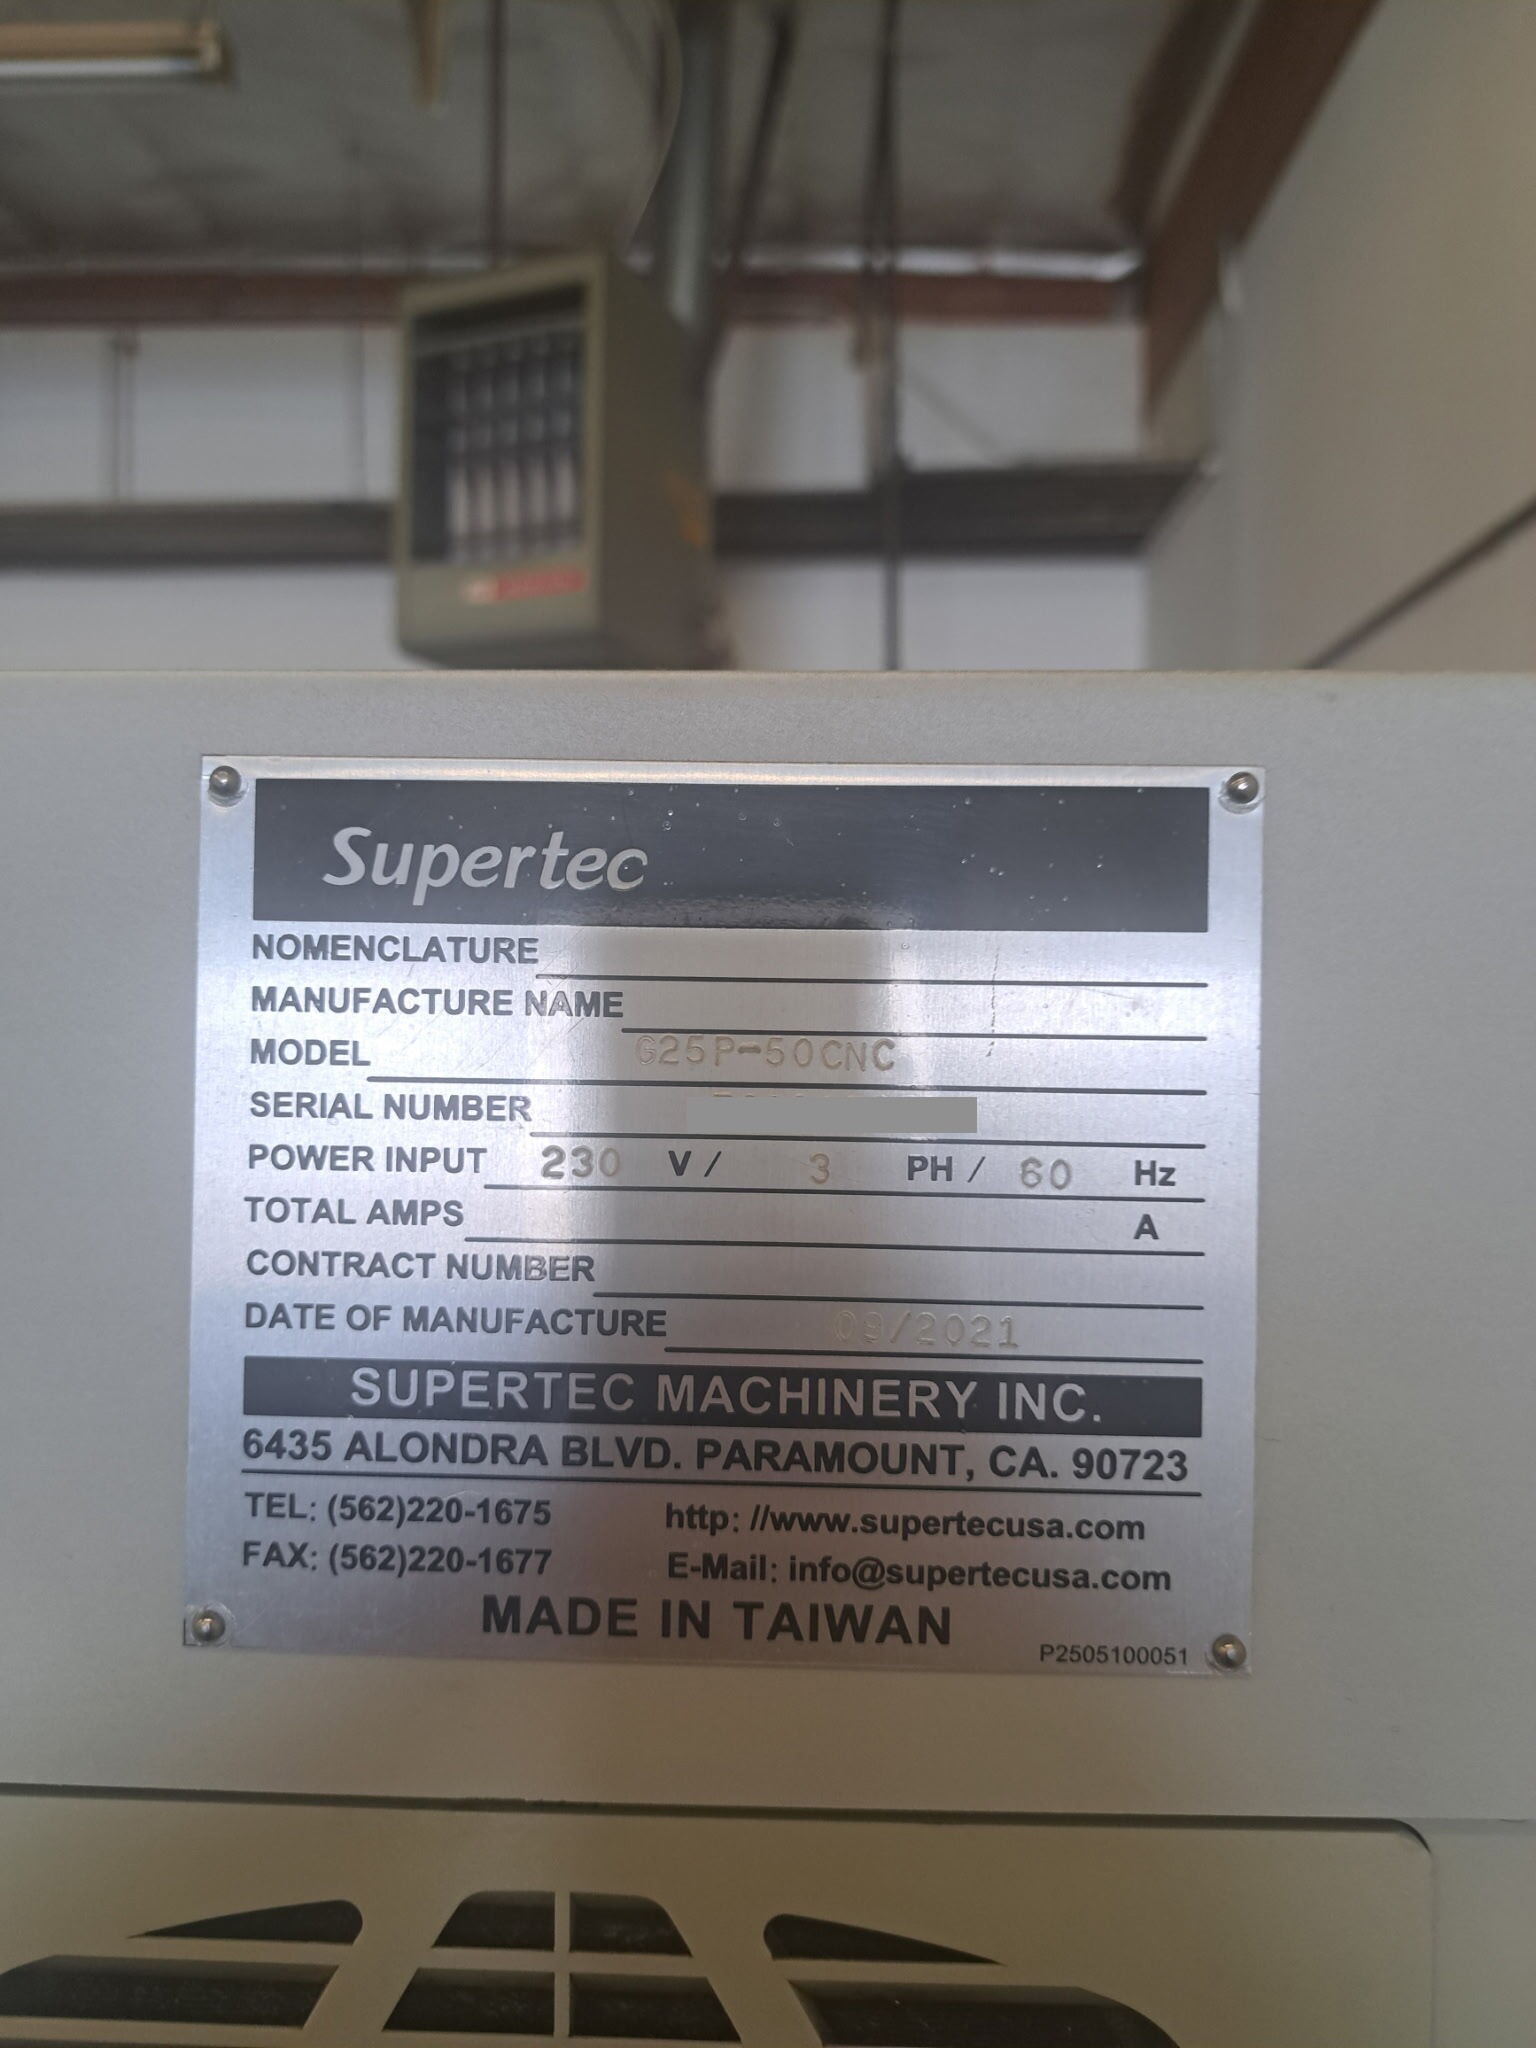 Supertec
NOMENCLATURE
MANUFACTURE NAME
MODEL G25P-50CNC
SERIAL NUMBER
POWER INPUT 230 V / 3 PH / 60 Hz
TOTAL AMPS A
CONTRACT NUMBER
DATE OF MANUFACTURE 09/2021
SUPERTEC MACHINERY INC.
6435 ALONDRA BLVD. PARAMOUNT, CA. 90723
TEL: (562)220-1675 http: //www.supertecusa.com
FAX: (562)220-1677 E-Mail: info@supertecusa.com
MADE IN TAIWAN
P2505100051